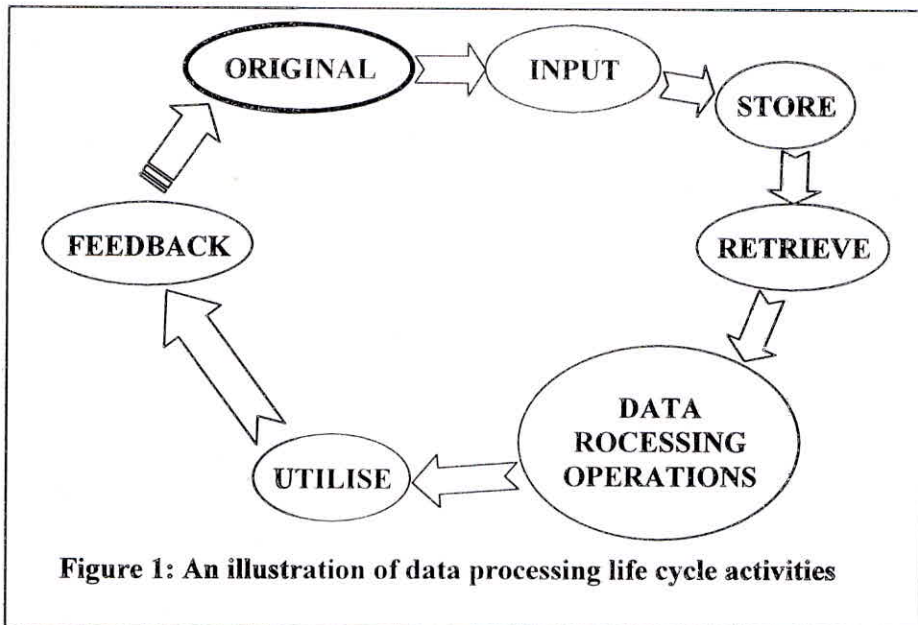 ORIGINAL
INPUT
STORE
RETRIEVE
DATA
ROCESSING
OPERATIONS
UTILISE
FEEDBACK
Figure 1: An illustration of data processing life cycle activities